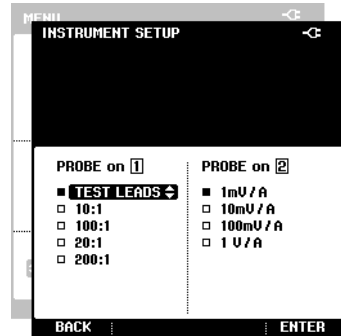 MENU
INSTRUMENT SETUP
PROBE on 1
TEST LEADS
10:1
100:1
20:1
200:1
PROBE on 2
1mV/A
10mV/A
100mV/A
1 V/A
BACK
ENTER